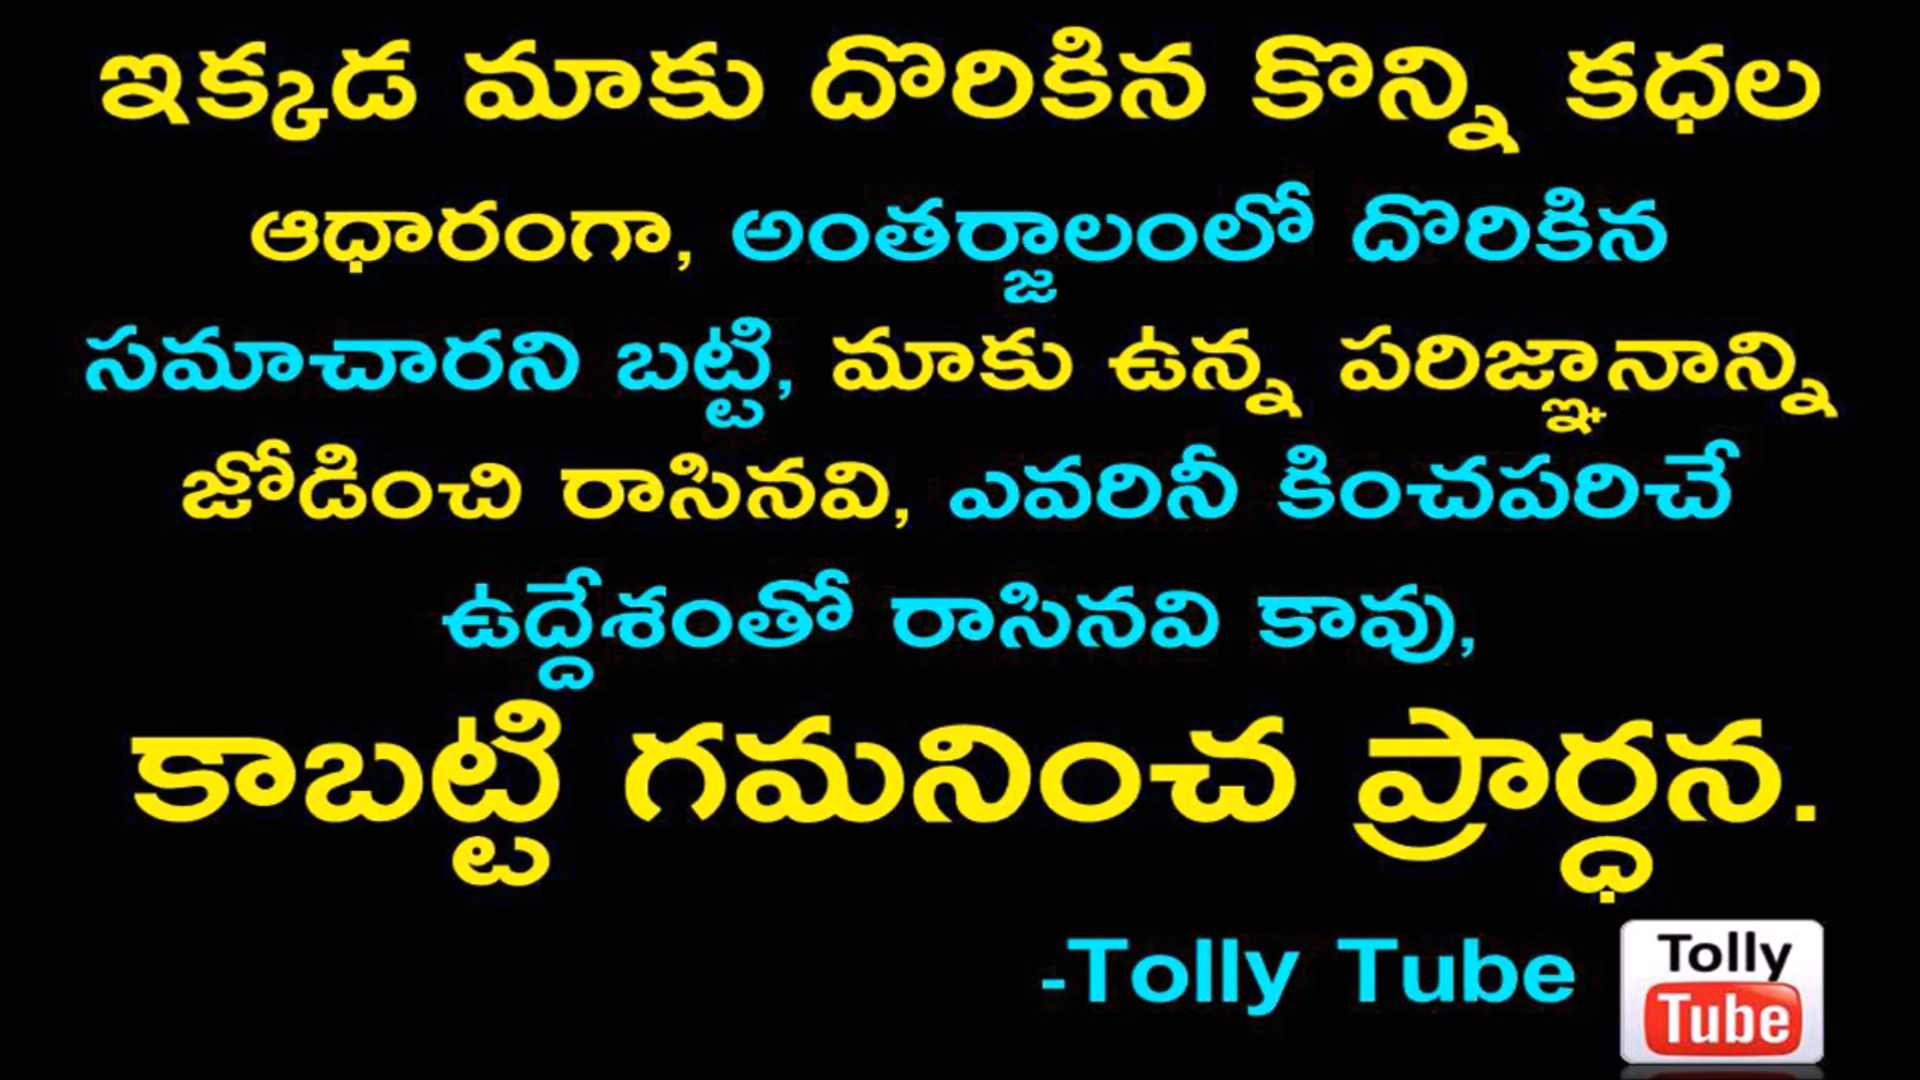 ఇక్కడ మాకు దొరికిన కొన్ని కధల
ఆధారంగా, అంతర్జాలంలో దొరికిన
సమాచారని బట్టి, మాకు ఉన్న పరిజ్ఞానాన్ని
జోడించి రాసినవి, ఎవరినీ కించపరిచే
ఉద్దేశంతో రాసినవి కావు,
కాబట్టి గమనించ ప్రార్ధన.
-Tolly Tube
Tolly
Tube